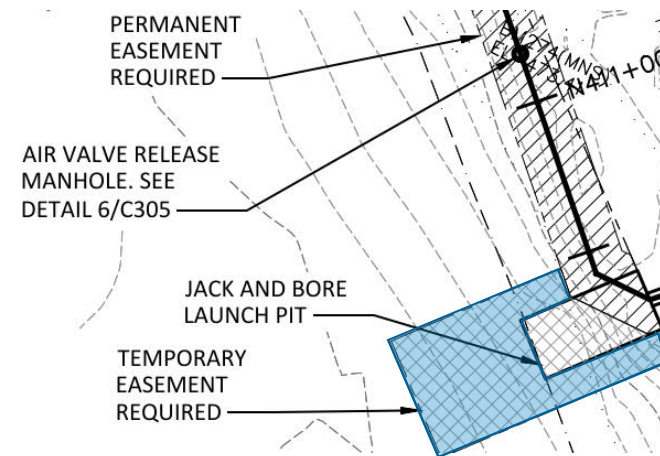 PERMANENT
EASEMENT
REQUIRED
AIR VALVE RELEASE
MANHOLE. SEE
DETAIL 6/C305
JACK AND BORE
LAUNCH PIT
TEMPORARY
EASEMENT
REQUIRED